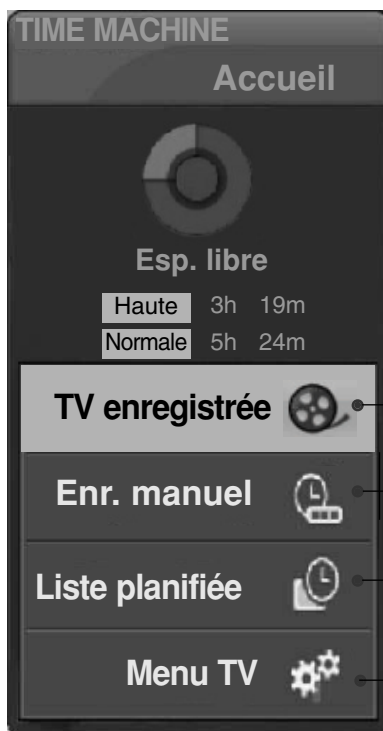 TIME MACHINE
Accueil
Esp. libre
Haute 3h 19m
Normale 5h 24m
TV enregistrée
Enr. manuel
Liste planifiée
Menu TV